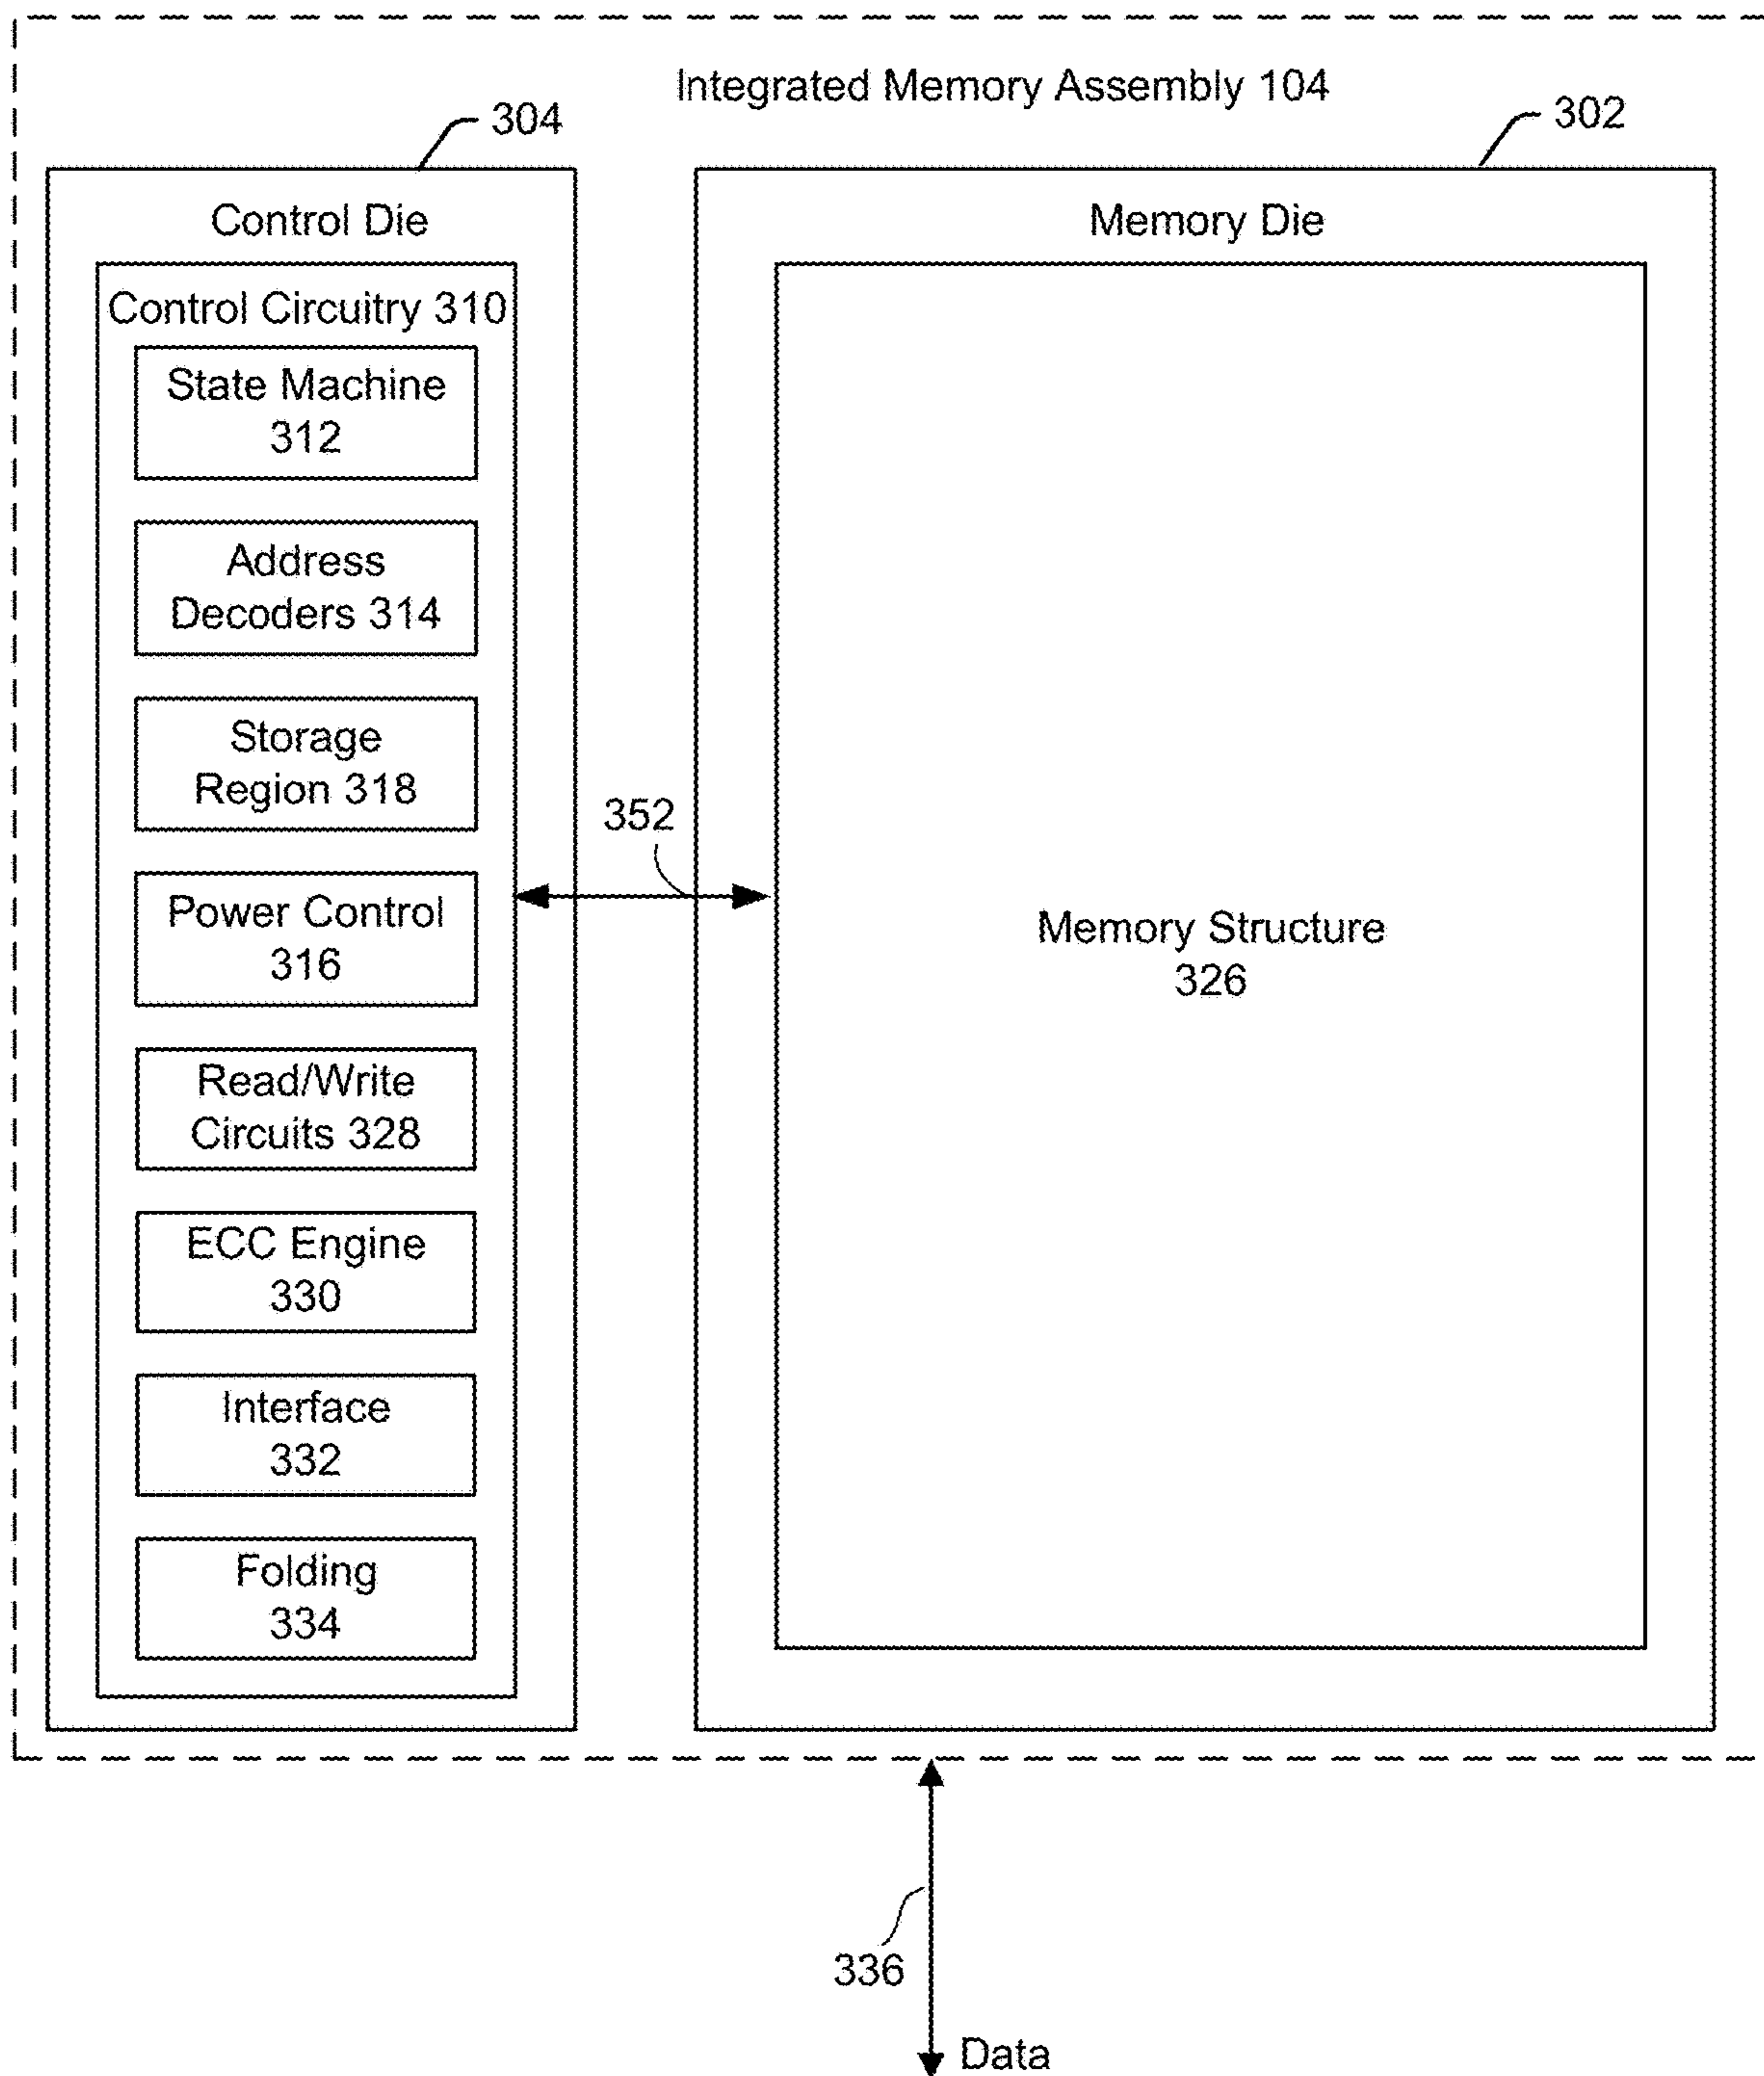 Integrated Memory Assembly 104
304
302
Control Die
Memory Die
Control Circuitry 310
State Machine
312
Address
Decoders 314
Storage
Region 318
Power Control
316
Read/Write
Circuits 328
ECC Engine
330
Interface
332
Folding
334
352
Memory Structure
326
336
Data